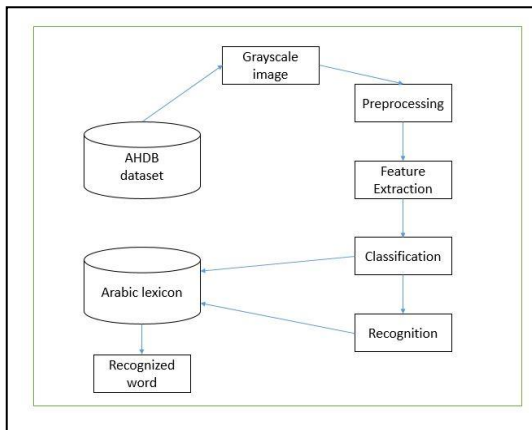 Grayscale
image
Preprocessing
AHDB
dataset
Feature
Extraction
Classification
Arabic lexicon
Recognition
Recognized
word